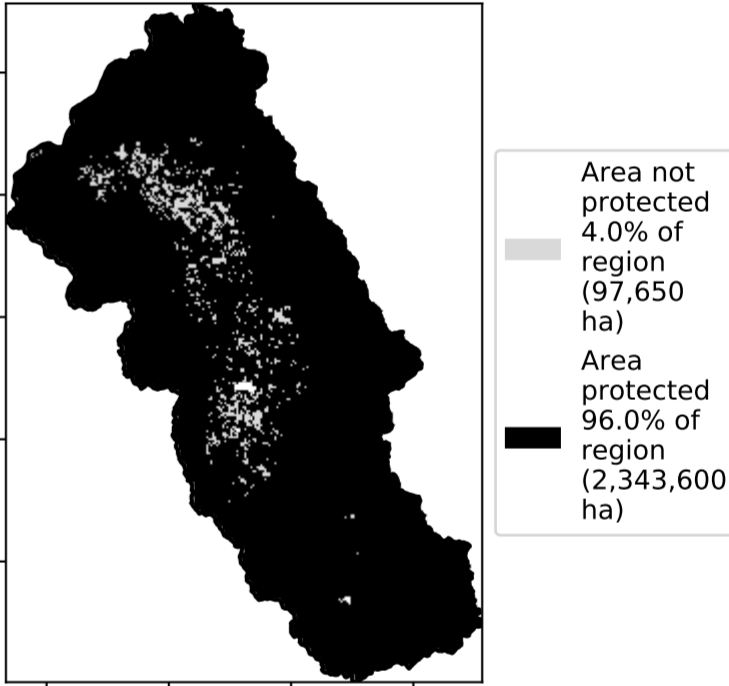 Area not
protected
4.0% of
region
(97,650
ha)
Area
protected
96.0% of
region
(2,343,600
ha)